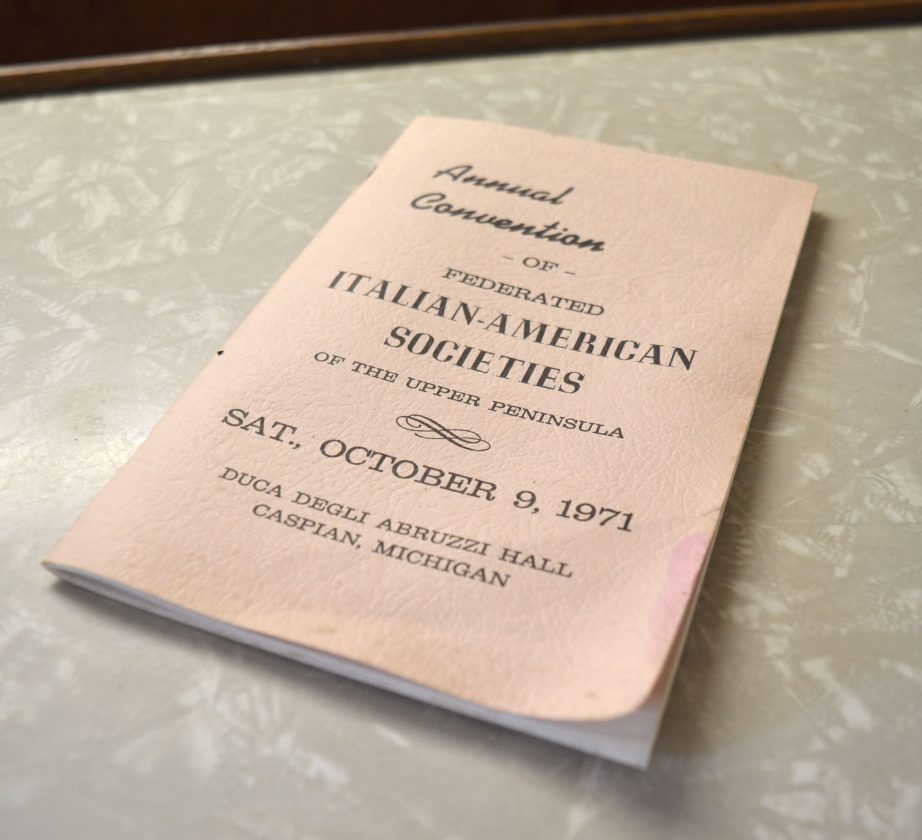 Annual
Convention
- OF -
FEDERATED
ITALIAN-AMERICAN
SOCIETIES
OF THE UPPER PENINSULA
SAT., OCTOBER 9, 1971
DUCA DEGLI ABRUZZI HALL
CASPIAN, MICHIGAN